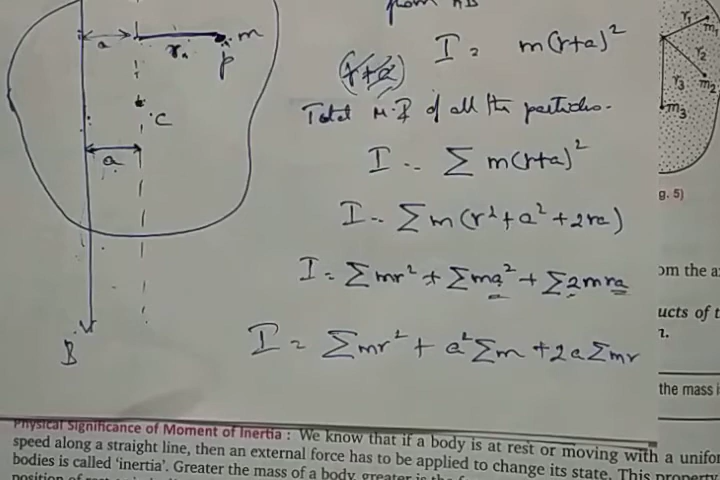 from AB
I = m(r+a)²
(r+a)
Total M.I of all the particles.
I = Σ m(r+a)²
I = Σ m(r²+a²+2ra)
I = Σmr² + Σma² + Σ2mra
I = Σmr² + a²Σm + 2aΣmr
a
r
m
P
C
a
B
r₁
m₁
r₂
m₂
r₃
m₃
g. 5)
om the a
ucts of t
the mass i
Physical Significance of Moment of Inertia : We know that if a body is at rest or moving with a unifor
speed along a straight line, then an external force has to be applied to change its state. This property
bodies is called 'inertia'. Greater the mass of a body greater is the